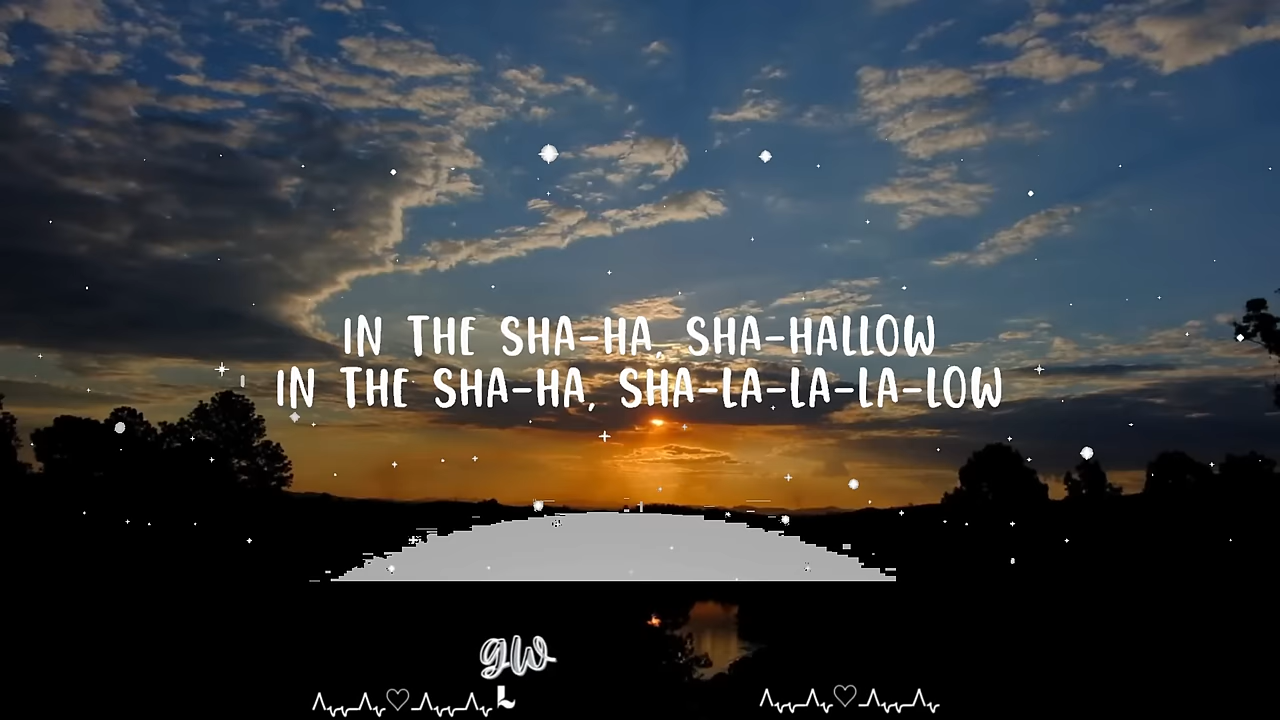 IN THE SHA-HA, SHA-HALLOW
IN THE SHA-HA, SHA-LA-LA-LA-LOW
gw
L